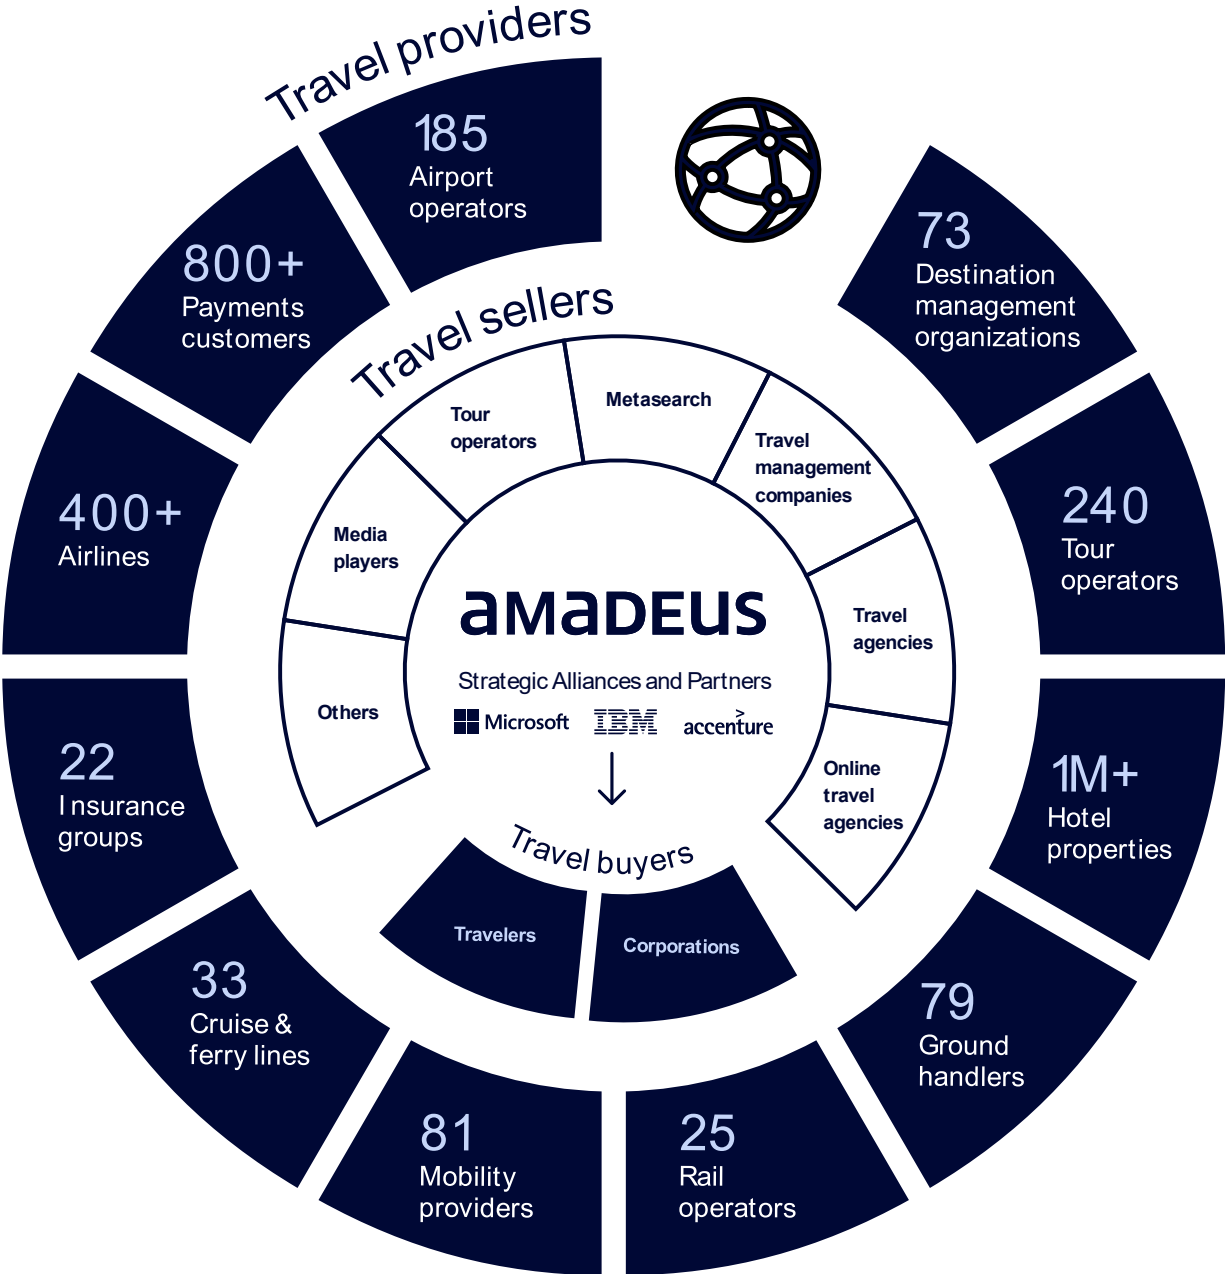 Travel providers
185
Airport
operators
73
Destination
management
organizations
240
Tour
operators
1M+
Hotel
properties
79
Ground
handlers
25
Rail
operators
81
Mobility
providers
33
Cruise &
ferry lines
22
Insurance
groups
400+
Airlines
800+
Payments
customers
Travel sellers
Others
Media
players
Tour
operators
Metasearch
Travel
management
companies
Travel
agencies
Online
travel
agencies
amaDEUS
Strategic Alliances and Partners
Microsoft IBM accenture
>
Travel buyers
Travelers
Corporations